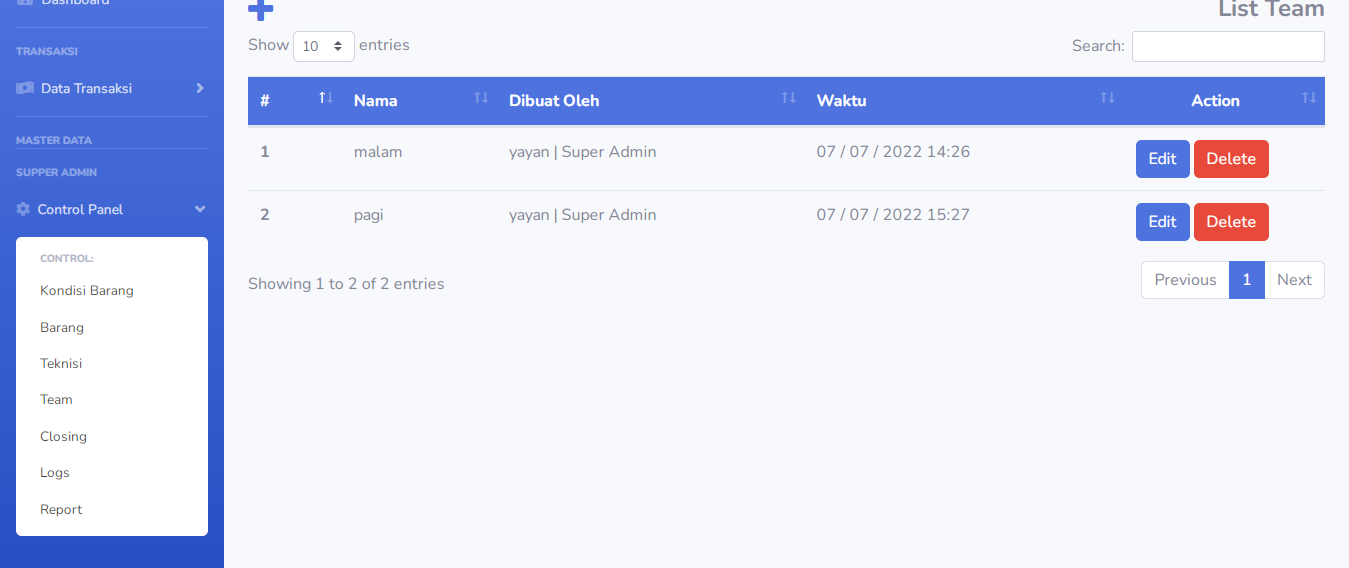 Dashboard
TRANSAKSI
Data Transaksi
MASTER DATA
SUPPER ADMIN
Control Panel
CONTROL:
Kondisi Barang
Barang
Teknisi
Team
Closing
Logs
Report
List Team
Show 10 entries
Search:
# Nama Dibuat Oleh Waktu Action
1 malam yayan | Super Admin 07 / 07 / 2022 14:26 Edit Delete
2 pagi yayan | Super Admin 07 / 07 / 2022 15:27 Edit Delete
Showing 1 to 2 of 2 entries
Previous 1 Next